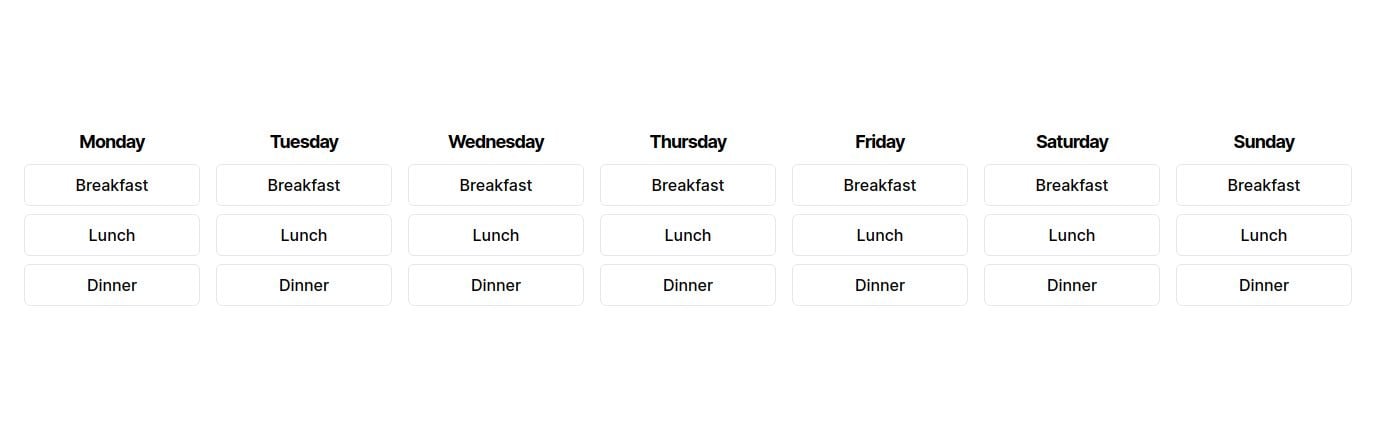 Monday Tuesday Wednesday Thursday Friday Saturday Sunday
Breakfast Breakfast Breakfast Breakfast Breakfast Breakfast Breakfast
Lunch Lunch Lunch Lunch Lunch Lunch Lunch
Dinner Dinner Dinner Dinner Dinner Dinner Dinner